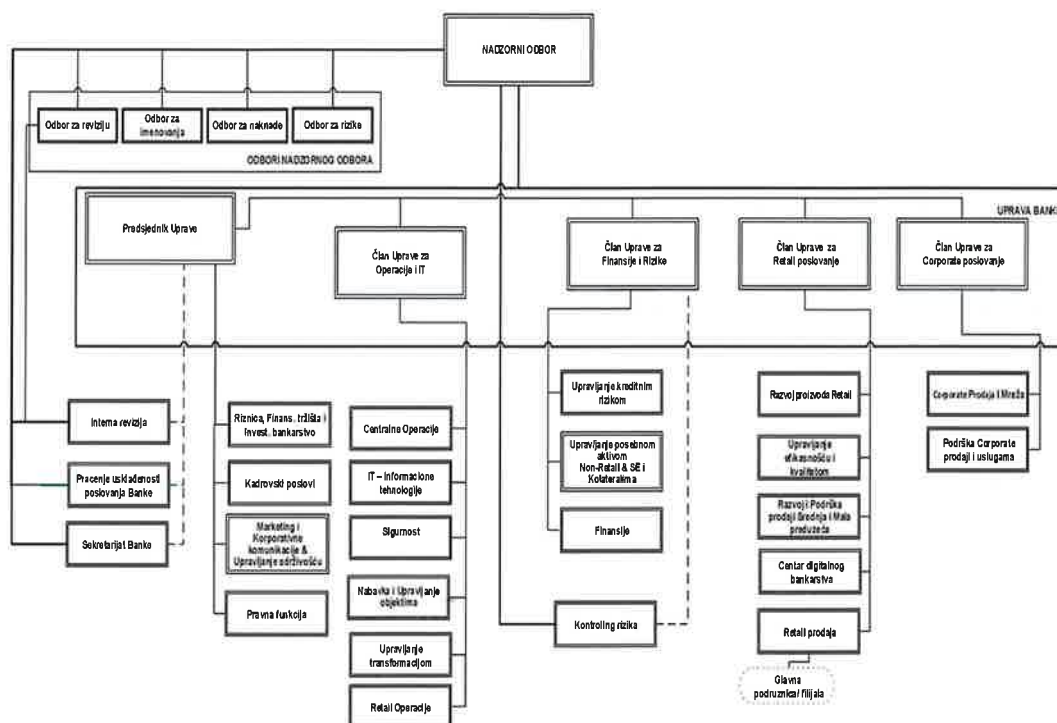 NADZORNI ODBOR
Odbor za reviziju
Odbor za
imenovanja
Odbor za naknade
Odbor za rizike
ODBORI NADZORNOG ODBORA
UPRAVA BANKE
Predsjednik Uprave
Član Uprave za
Operacije i IT
Član Uprave za
Finansije i Rizike
Član Uprave za
Retail poslovanje
Član Uprave za
Corporate poslovanje
Interna revizija
Pracenje usklađenosti
poslovanja Banke
Sekretarijat Banke
Riznica, Finans. tržišta i
Invest. bankarstvo
Kadrovski poslovi
Marketing i
Korporativne
komunikacije &
Upravljanje održivošću
Pravna funkcija
Centralne Operacije
IT – Informacione
tehnologije
Sigurnost
Nabavka i Upravljanje
objektima
Upravljanje
transformacijom
Retail Operacije
Upravljanje kreditnim
rizikom
Upravljanje posebnom
aktivom
Non-Retail & SE i
Kolateralima
Finansije
Kontroling rizika
Razvoj proizvoda Retail
Upravljanje
efikasnošću i
kvalitetom
Razvoj i Podrška
prodaji Srednja i Mala
preduzeća
Centar digitalnog
bankarstva
Retail prodaja
Glavna
podruznica/ filijala
Corporate Prodaja i Mreža
Podrška Corporate
prodaji i uslugama